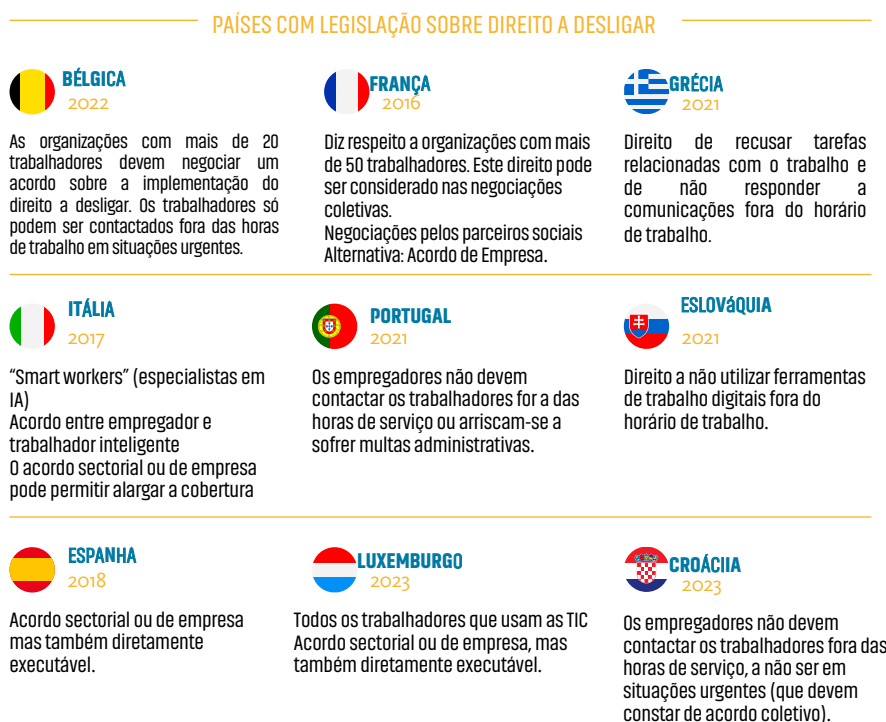 PAÍSES COM LEGISLAÇÃO SOBRE DIREITO A DESLIGAR
BÉLGICA
2022
As organizações com mais de 20
trabalhadores devem negociar um
acordo sobre a implementação do
direito a desligar. Os trabalhadores só
podem ser contactados fora das horas
de trabalho em situações urgentes.
FRANÇA
2016
Diz respeito a organizações com mais
de 50 trabalhadores. Este direito pode
ser considerado nas negociações
coletivas.
Negociações pelos parceiros sociais
Alternativa: Acordo de Empresa.
GRÉCIA
2021
Direito de recusar tarefas
relacionadas com o trabalho e
de não responder a
comunicações fora do horário
de trabalho.
ITÁLIA
2017
“Smart workers” (especialistas em
IA)
Acordo entre empregador e
trabalhador inteligente
O acordo sectorial ou de empresa
pode permitir alargar a cobertura
PORTUGAL
2021
Os empregadores não devem
contactar os trabalhadores for a das
horas de serviço ou arriscam-se a
sofrer multas administrativas.
ESLOVáQUIA
2021
Direito a não utilizar ferramentas
de trabalho digitais fora do
horário de trabalho.
ESPANHA
2018
Acordo sectorial ou de empresa
mas também diretamente
executável.
LUXEMBURGO
2023
Todos os trabalhadores que usam as TIC
Acordo sectorial ou de empresa, mas
também diretamente executável.
CROÁCIIA
2023
Os empregadores não devem
contactar os trabalhadores fora das
horas de serviço, a não ser em
situações urgentes (que devem
constar de acordo coletivo).